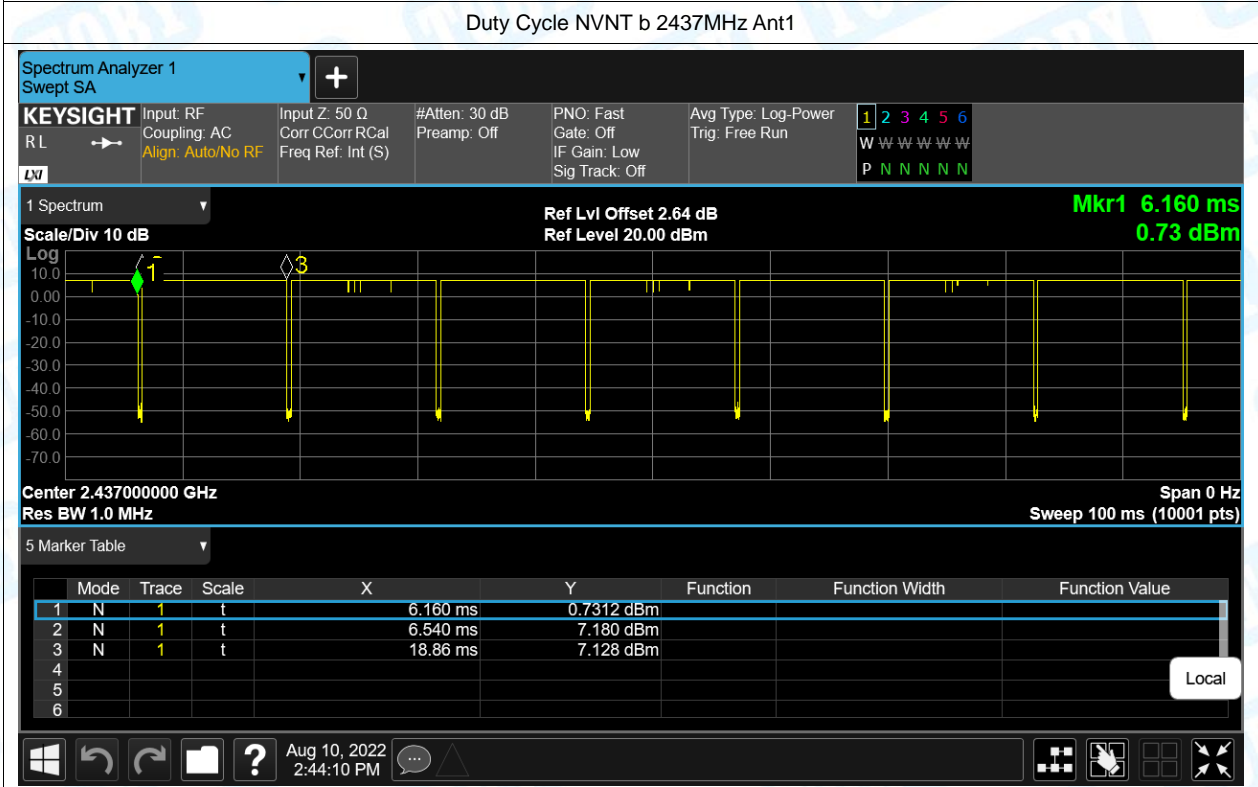 Duty Cycle NVNT b 2437MHz Ant1
Spectrum Analyzer 1
Swept SA
KEYSIGHT
R L
LXI
Input: RF
Coupling: AC
Align: Auto/No RF
Input Z: 50 Ω
Corr CCorr RCal
Freq Ref: Int (S)
#Atten: 30 dB
Preamp: Off
PNO: Fast
Gate: Off
IF Gain: Low
Sig Track: Off
Avg Type: Log-Power
Trig: Free Run
1 2 3 4 5 6
W W W W W W
P N N N N N
1 Spectrum
Scale/Div 10 dB
Ref Lvl Offset 2.64 dB
Ref Level 20.00 dBm
Mkr1 6.160 ms
0.73 dBm
Log
10.0
0.00
-10.0
-20.0
-30.0
-40.0
-50.0
-60.0
-70.0
1
3
Center 2.437000000 GHz
Res BW 1.0 MHz
Span 0 Hz
Sweep 100 ms (10001 pts)
5 Marker Table
Mode Trace Scale X Y Function Function Width Function Value
1 N 1 t 6.160 ms 0.7312 dBm
2 N 1 t 6.540 ms 7.180 dBm
3 N 1 t 18.86 ms 7.128 dBm
4
5
6
Local
?
Aug 10, 2022
2:44:10 PM